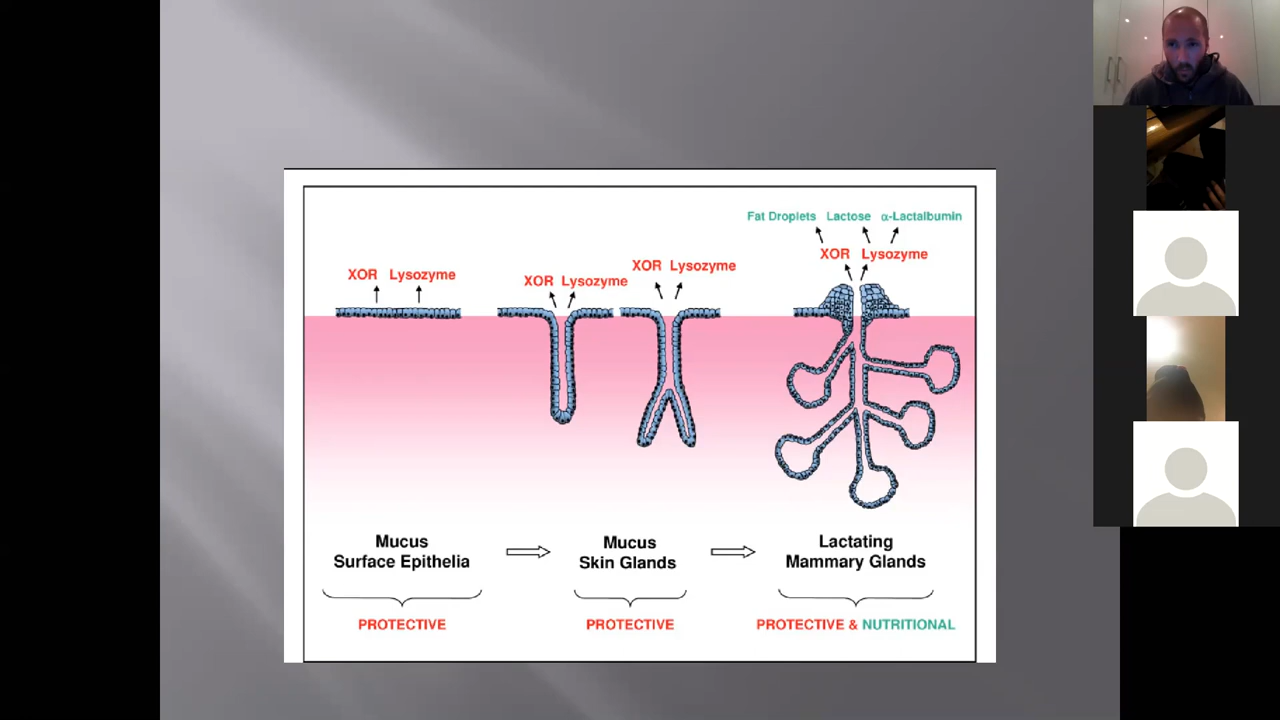 Fat Droplets Lactose α-Lactalbumin
XOR Lysozyme
XOR Lysozyme
XOR Lysozyme
XOR Lysozyme
Mucus
Surface Epithelia
Mucus
Skin Glands
Lactating
Mammary Glands
PROTECTIVE
PROTECTIVE
PROTECTIVE & NUTRITIONAL